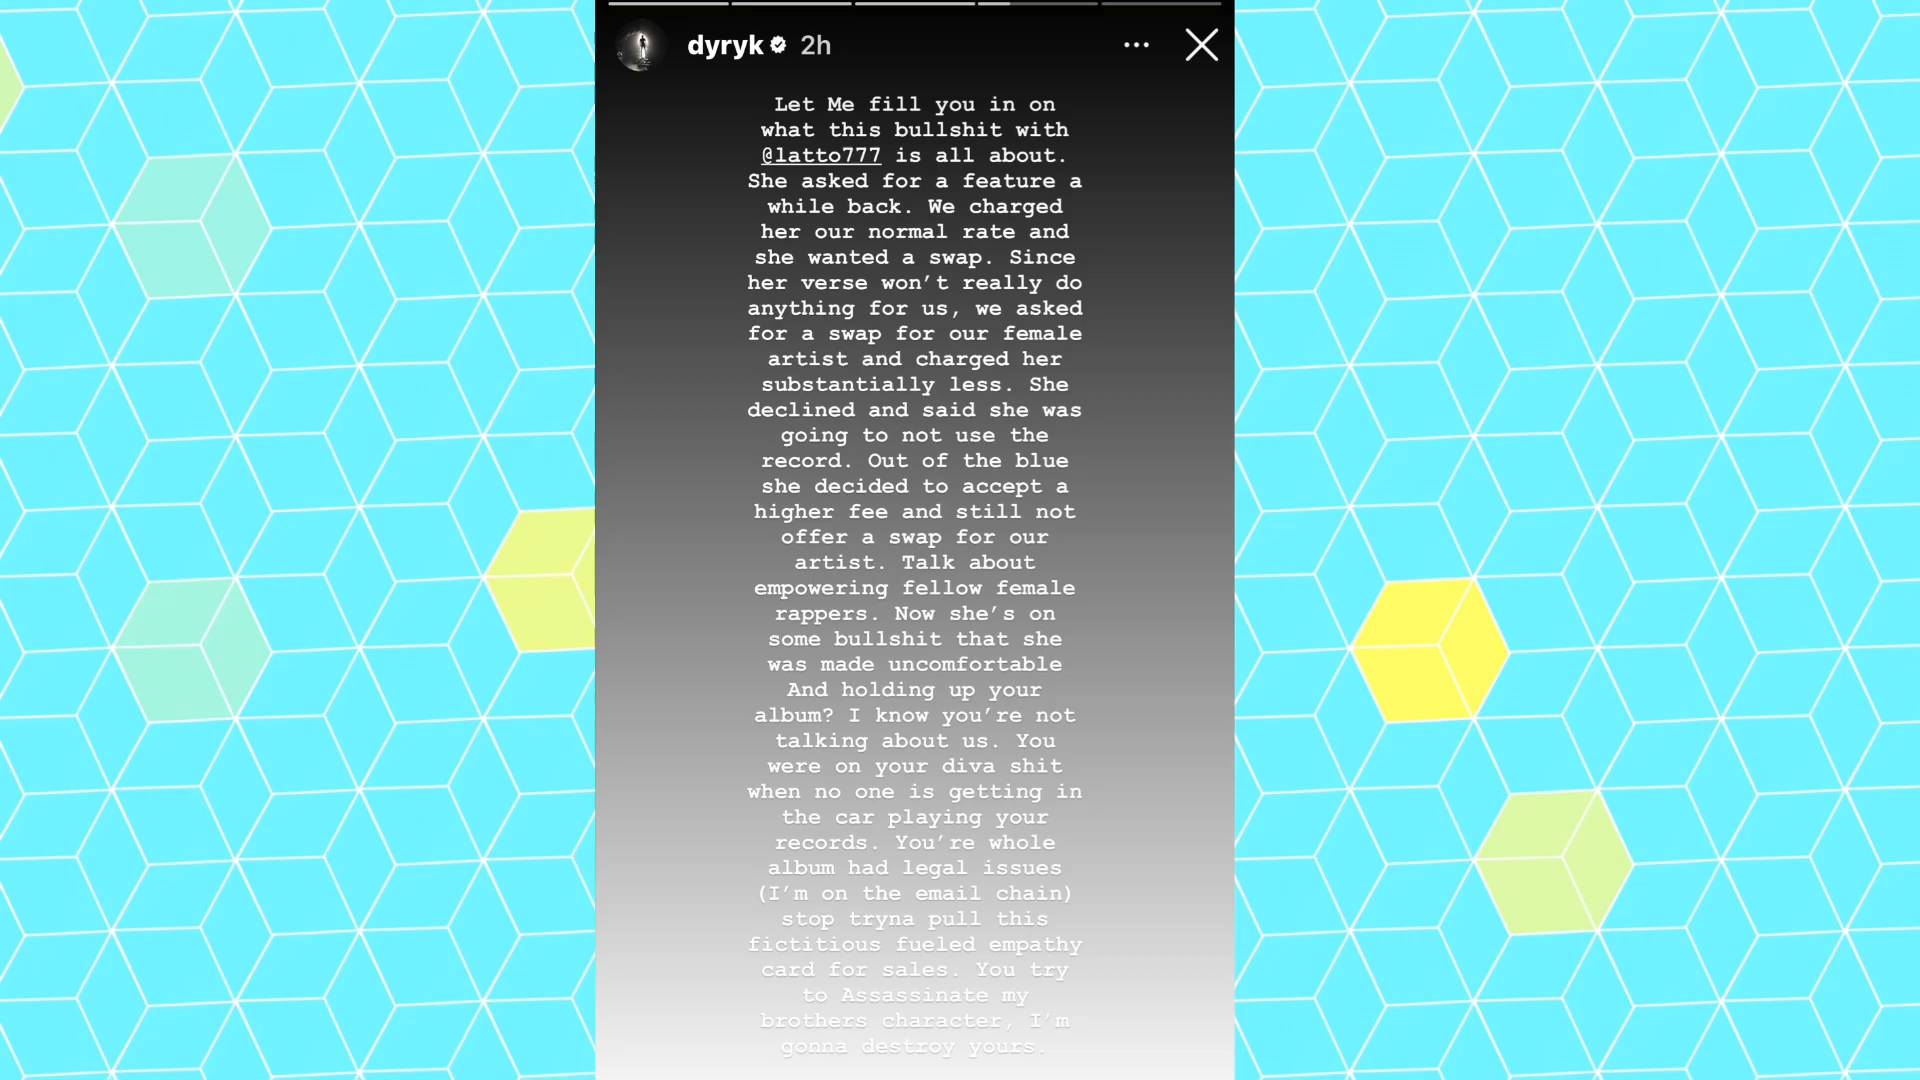 dyryk 2h
Let Me fill you in on
what this bullshit with
@latto777 is all about.
She asked for a feature a
while back. We charged
her our normal rate and
she wanted a swap. Since
her verse won’t really do
anything for us, we asked
for a swap for our female
artist and charged her
substantially less. She
declined and said she was
going to not use the
record. Out of the blue
she decided to accept a
higher fee and still not
offer a swap for our
artist. Talk about
empowering fellow female
rappers. Now she’s on
some bullshit that she
was made uncomfortable
And holding up your
album? I know you’re not
talking about us. You
were on your diva shit
when no one is getting in
the car playing your
records. You’re whole
album had legal issues
(I’m on the email chain)
stop tryna pull this
fictitious fueled empathy
card for sales. You try
to Assassinate my
brothers character, I’m
gonna destroy yours.